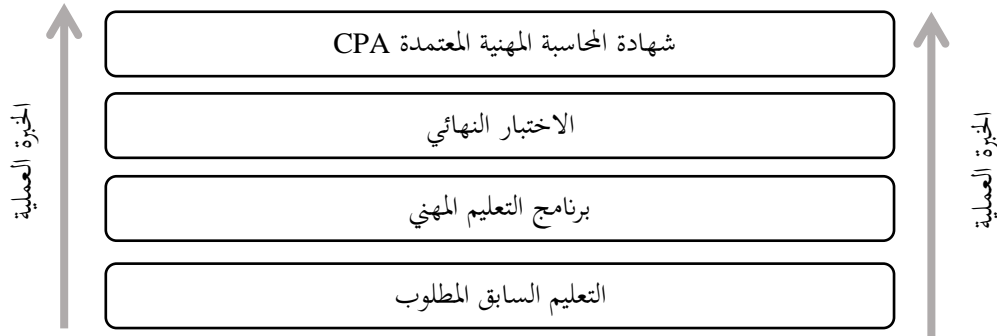 شهادة المحاسبة المهنية المعتمدة CPA
الاختبار النهائي
برنامج التعليم المهني
التعليم السابق المطلوب
الخبرة العملية
الخبرة العملية